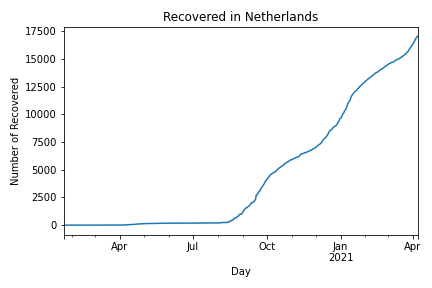 Recovered in Netherlands
Number of Recovered
17500
15000
12500
10000
7500
5000
2500
0
Apr
Jul
Oct
Jan
2021
Apr
Day